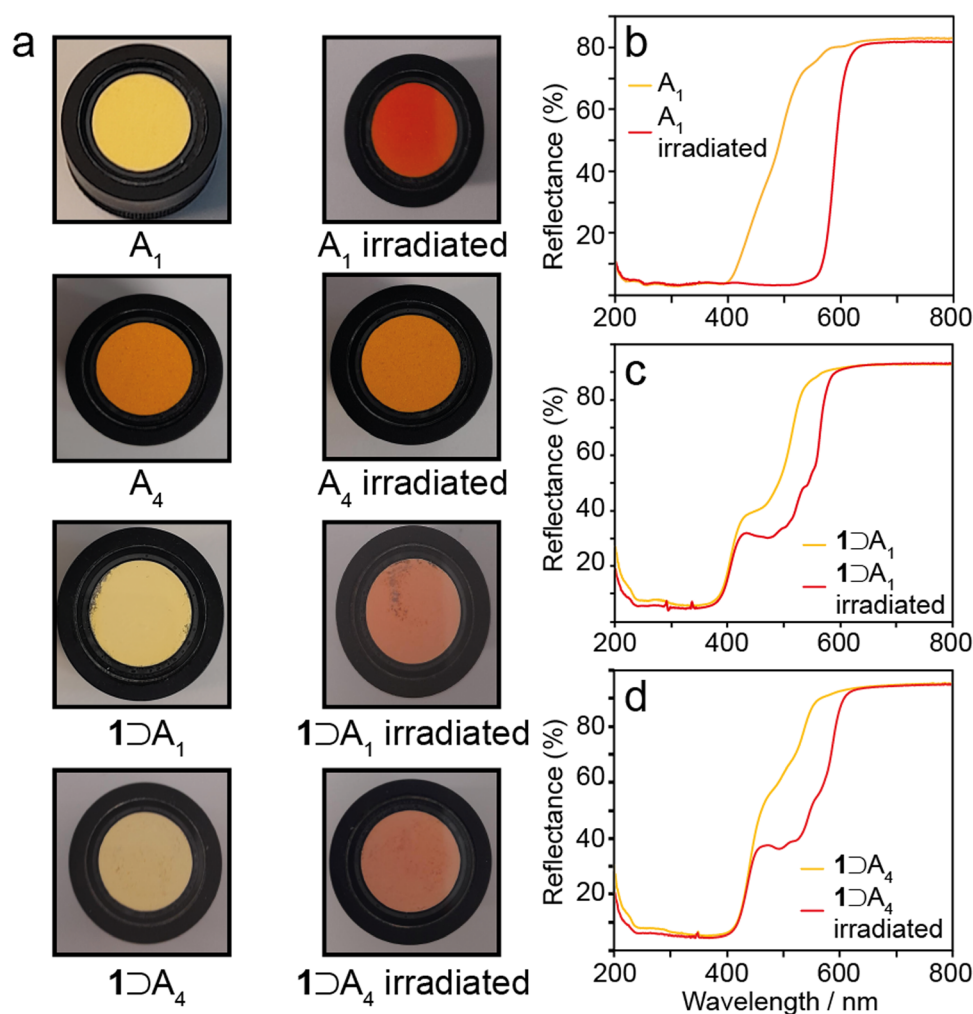 a
A₁
A₁ irradiated
A₄
A₄ irradiated
1⊃A₁
1⊃A₁ irradiated
1⊃A₄
1⊃A₄ irradiated
b
Reflectance (%)
80
60
40
20
200 400 600 800
A₁
A₁
irradiated
c
Reflectance (%)
80
60
40
20
200 400 600 800
1⊃A₁
1⊃A₁
irradiated
d
Reflectance (%)
80
60
40
20
200 400 600 800
Wavelength / nm
1⊃A₄
1⊃A₄
irradiated